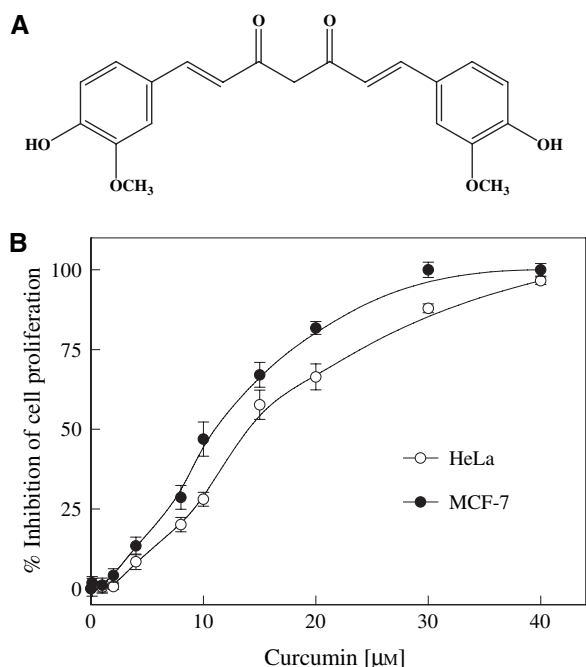 A
O O
HO OH
OCH3 OCH3
B
% Inhibition of cell proliferation
100
75
50
25
0
HeLa
MCF-7
0 10 20 30 40
Curcumin [μM]